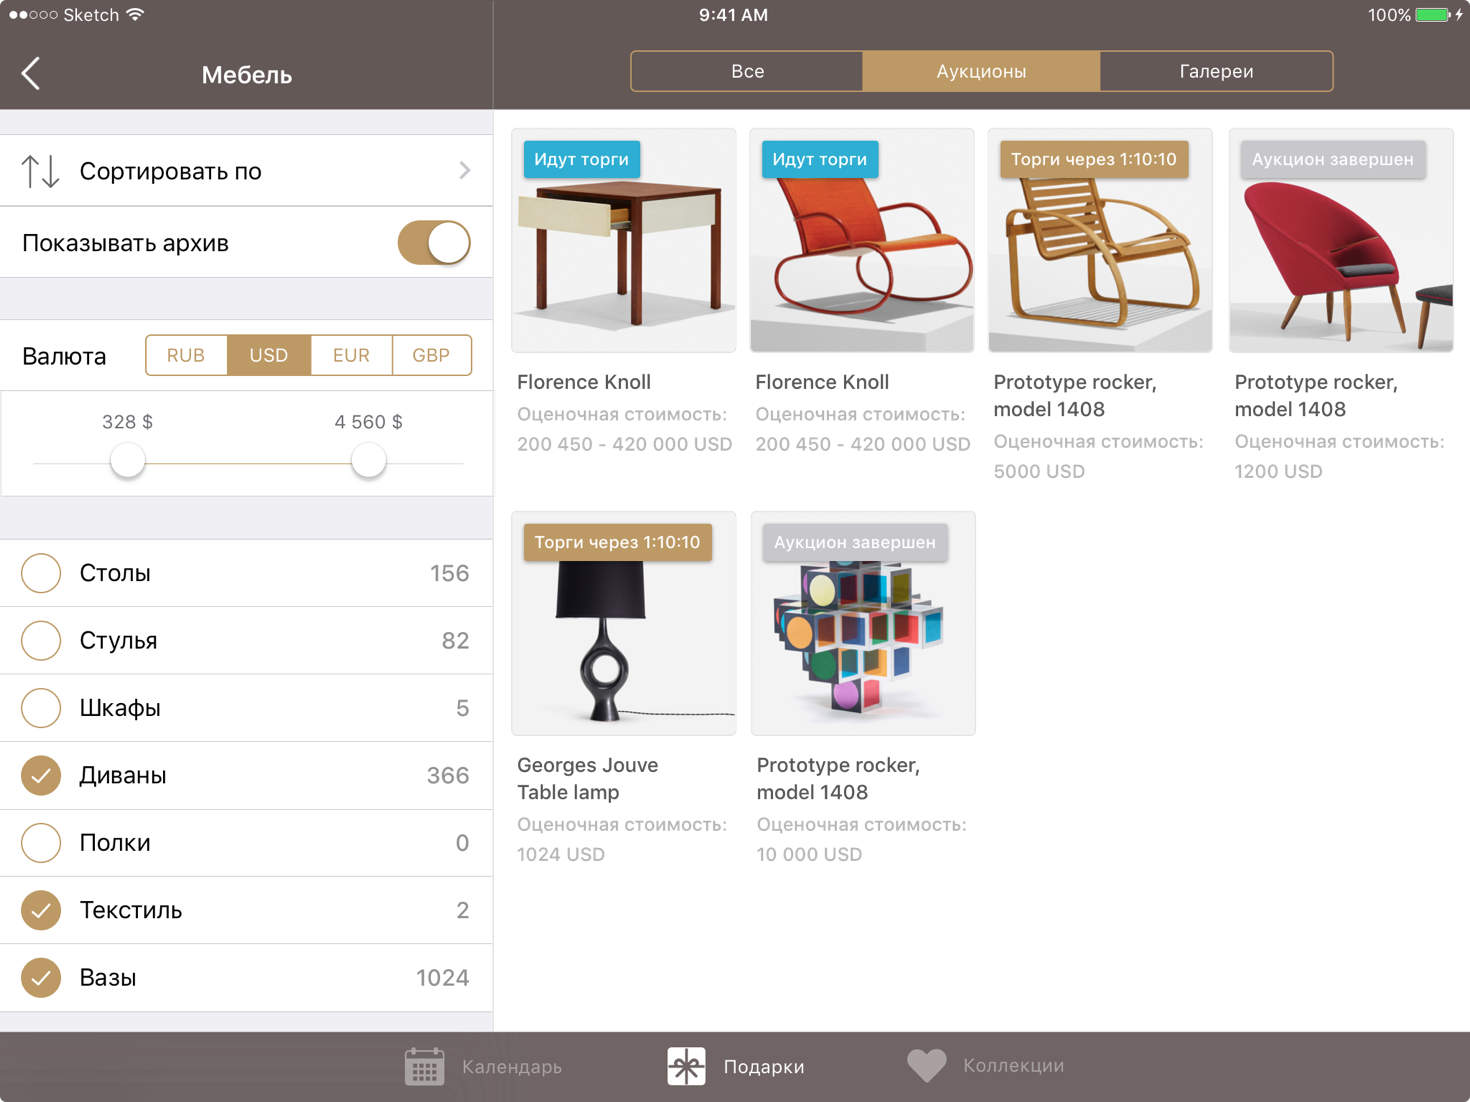 Sketch
9:41 AM
100%
Мебель
Все
Аукционы
Галереи
Сортировать по
Показывать архив
Валюта
RUB
USD
EUR
GBP
328 $
4 560 $
Столы 156
Стулья 82
Шкафы 5
Диваны 366
Полки 0
Текстиль 2
Вазы 1024
Идут торги
Florence Knoll
Оценочная стоимость:
200 450 - 420 000 USD
Идут торги
Florence Knoll
Оценочная стоимость:
200 450 - 420 000 USD
Торги через 1:10:10
Prototype rocker,
model 1408
Оценочная стоимость:
5000 USD
Аукцион завершен
Prototype rocker,
model 1408
Оценочная стоимость:
1200 USD
Торги через 1:10:10
Georges Jouve
Table lamp
Оценочная стоимость:
1024 USD
Аукцион завершен
Prototype rocker,
model 1408
Оценочная стоимость:
10 000 USD
Календарь
Подарки
Коллекции